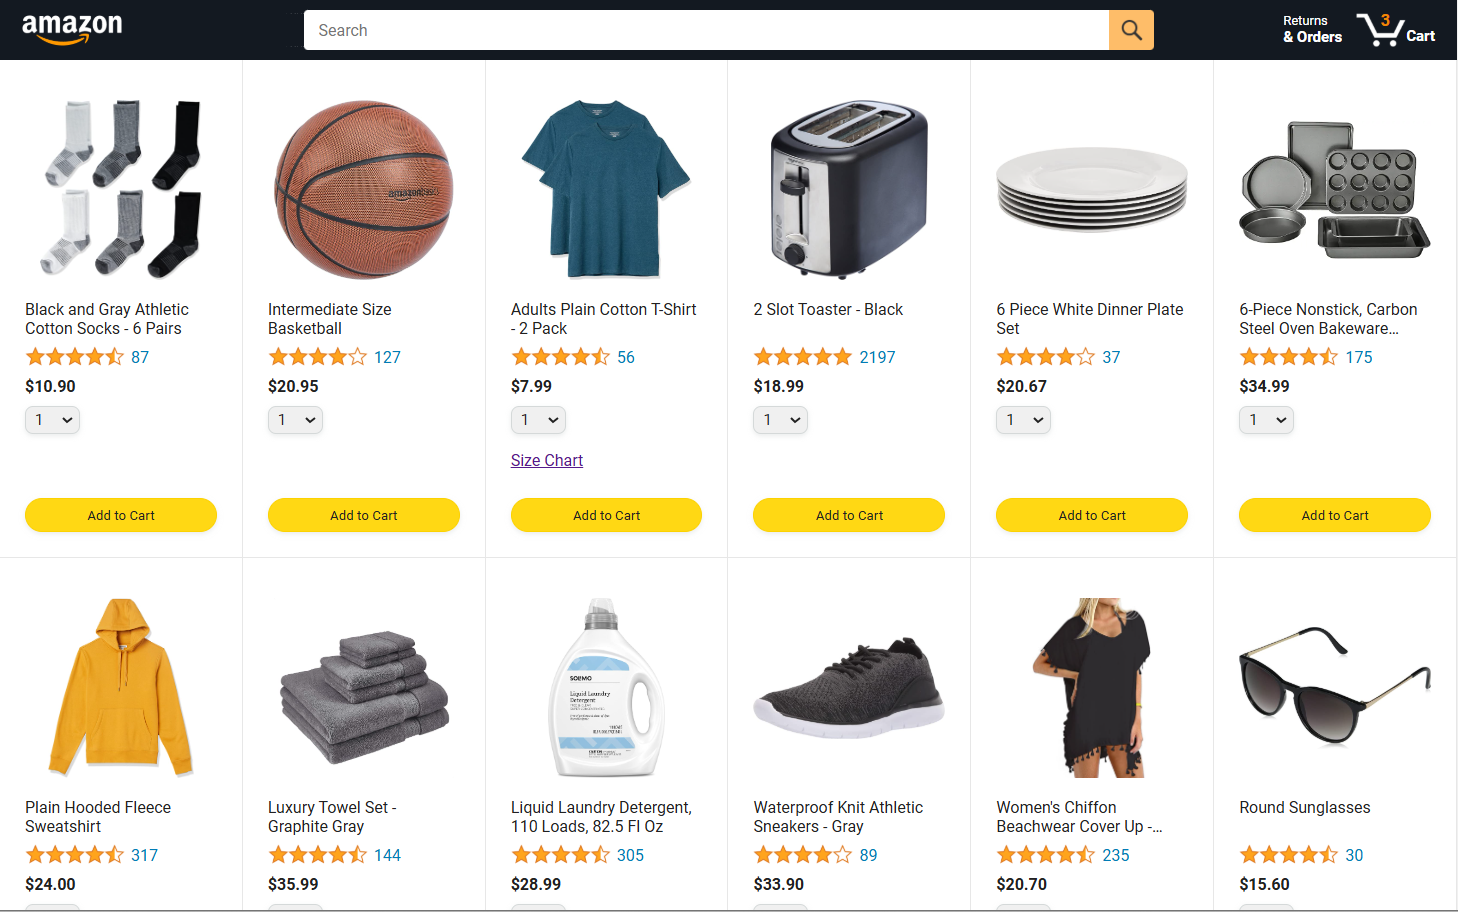 amazon
Search
Returns
& Orders
3
Cart
amazonbasics
Black and Gray Athletic
Cotton Socks - 6 Pairs
87
$10.90
1
Intermediate Size
Basketball
127
$20.95
1
Adults Plain Cotton T-Shirt
- 2 Pack
56
$7.99
1
Size Chart
2 Slot Toaster - Black
2197
$18.99
1
6 Piece White Dinner Plate
Set
37
$20.67
1
6-Piece Nonstick, Carbon
Steel Oven Bakeware...
175
$34.99
1
Add to Cart
Add to Cart
Add to Cart
Add to Cart
Add to Cart
Add to Cart
SOLIMO
Liquid Laundry
Detergent
Plain Hooded Fleece
Sweatshirt
317
$24.00
Luxury Towel Set -
Graphite Gray
144
$35.99
Liquid Laundry Detergent,
110 Loads, 82.5 Fl Oz
305
$28.99
Waterproof Knit Athletic
Sneakers - Gray
89
$33.90
Women's Chiffon
Beachwear Cover Up -...
235
$20.70
Round Sunglasses
30
$15.60